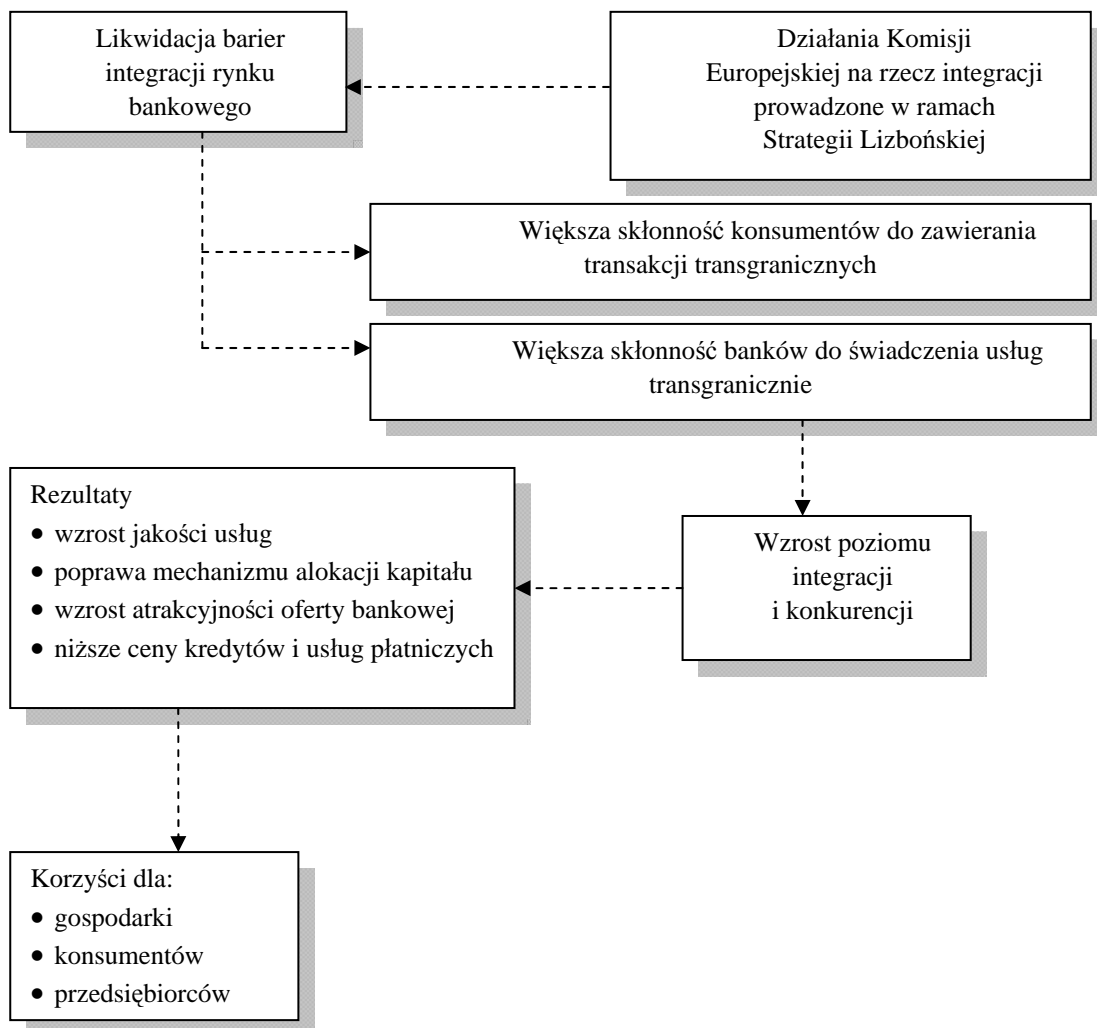 Likwidacja barier
integracji rynku
bankowego
Działania Komisji
Europejskiej na rzecz integracji
prowadzone w ramach
Strategii Lizbońskiej
Większa skłonność konsumentów do zawierania
transakcji transgranicznych
Większa skłonność banków do świadczenia usług
transgranicznie
Rezultaty
• wzrost jakości usług
• poprawa mechanizmu alokacji kapitału
• wzrost atrakcyjności oferty bankowej
• niższe ceny kredytów i usług płatniczych
Wzrost poziomu
integracji
i konkurencji
Korzyści dla:
• gospodarki
• konsumentów
• przedsiębiorców